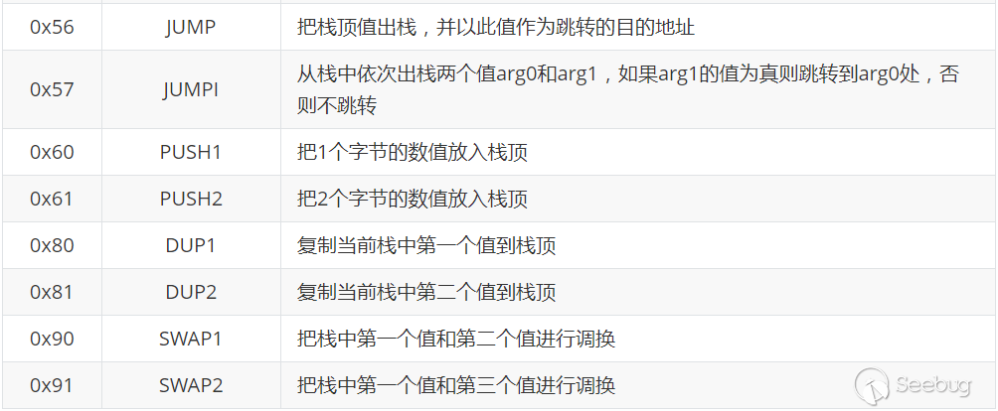 0x56 JUMP 把栈顶值出栈，并以此值作为跳转的目的地址
0x57 JUMPI 从栈中依次出栈两个值arg0和arg1，如果arg1的值为真则跳转到arg0处，否
则不跳转
0x60 PUSH1 把1个字节的数值放入栈顶
0x61 PUSH2 把2个字节的数值放入栈顶
0x80 DUP1 复制当前栈中第一个值到栈顶
0x81 DUP2 复制当前栈中第二个值到栈顶
0x90 SWAP1 把栈中第一个值和第二个值进行调换
0x91 SWAP2 把栈中第一个值和第三个值进行调换
Seebug